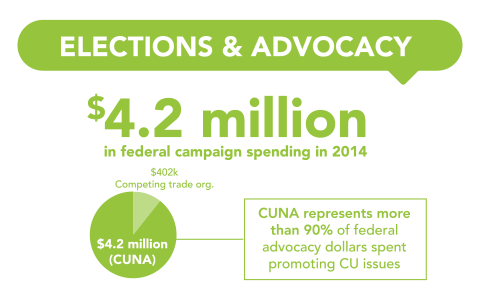 ELECTIONS & ADVOCACY
$4.2 million
in federal campaign spending in 2014
$402k
Competing trade org.
$4.2 million
(CUNA)
CUNA represents more
than 90% of federal
advocacy dollars spent
promoting CU issues